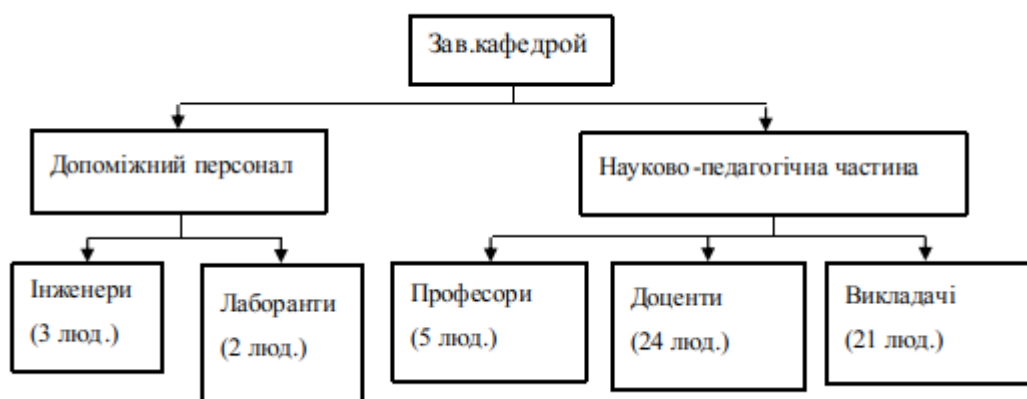 Зав.кафедрой
Допоміжний персонал
Науково-педагогічна частина
Інженери
(3 люд.)
Лаборанти
(2 люд.)
Професори
(5 люд.)
Доценти
(24 люд.)
Викладачі
(21 люд.)